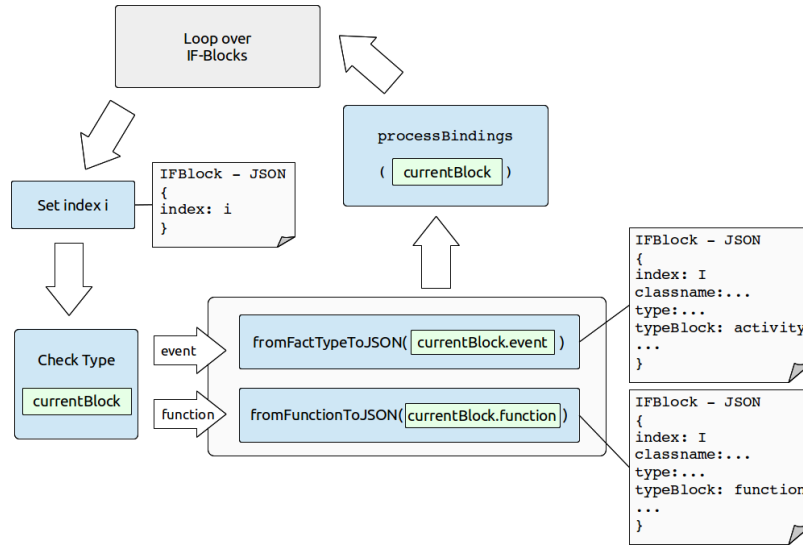 Loop over
IF-Blocks
processBindings
( currentBlock )
Set index i
IFBlock - JSON
{
index: i
}
Check Type
currentBlock
event
function
fromFactTypeToJSON( currentBlock.event )
fromFunctionToJSON( currentBlock.function )
IFBlock - JSON
{
index: I
classname:...
type:...
typeBlock: activity
...
}
IFBlock - JSON
{
index: I
classname:...
type:...
typeBlock: function
...
}